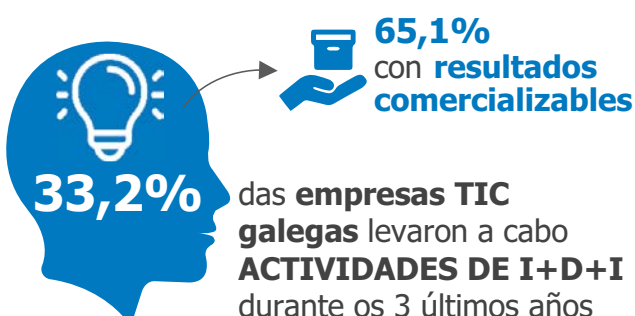 65,1%
con resultados
comercializables
33,2%
das empresas TIC
galegas levaron a cabo
ACTIVIDADES DE I+D+I
durante os 3 últimos años